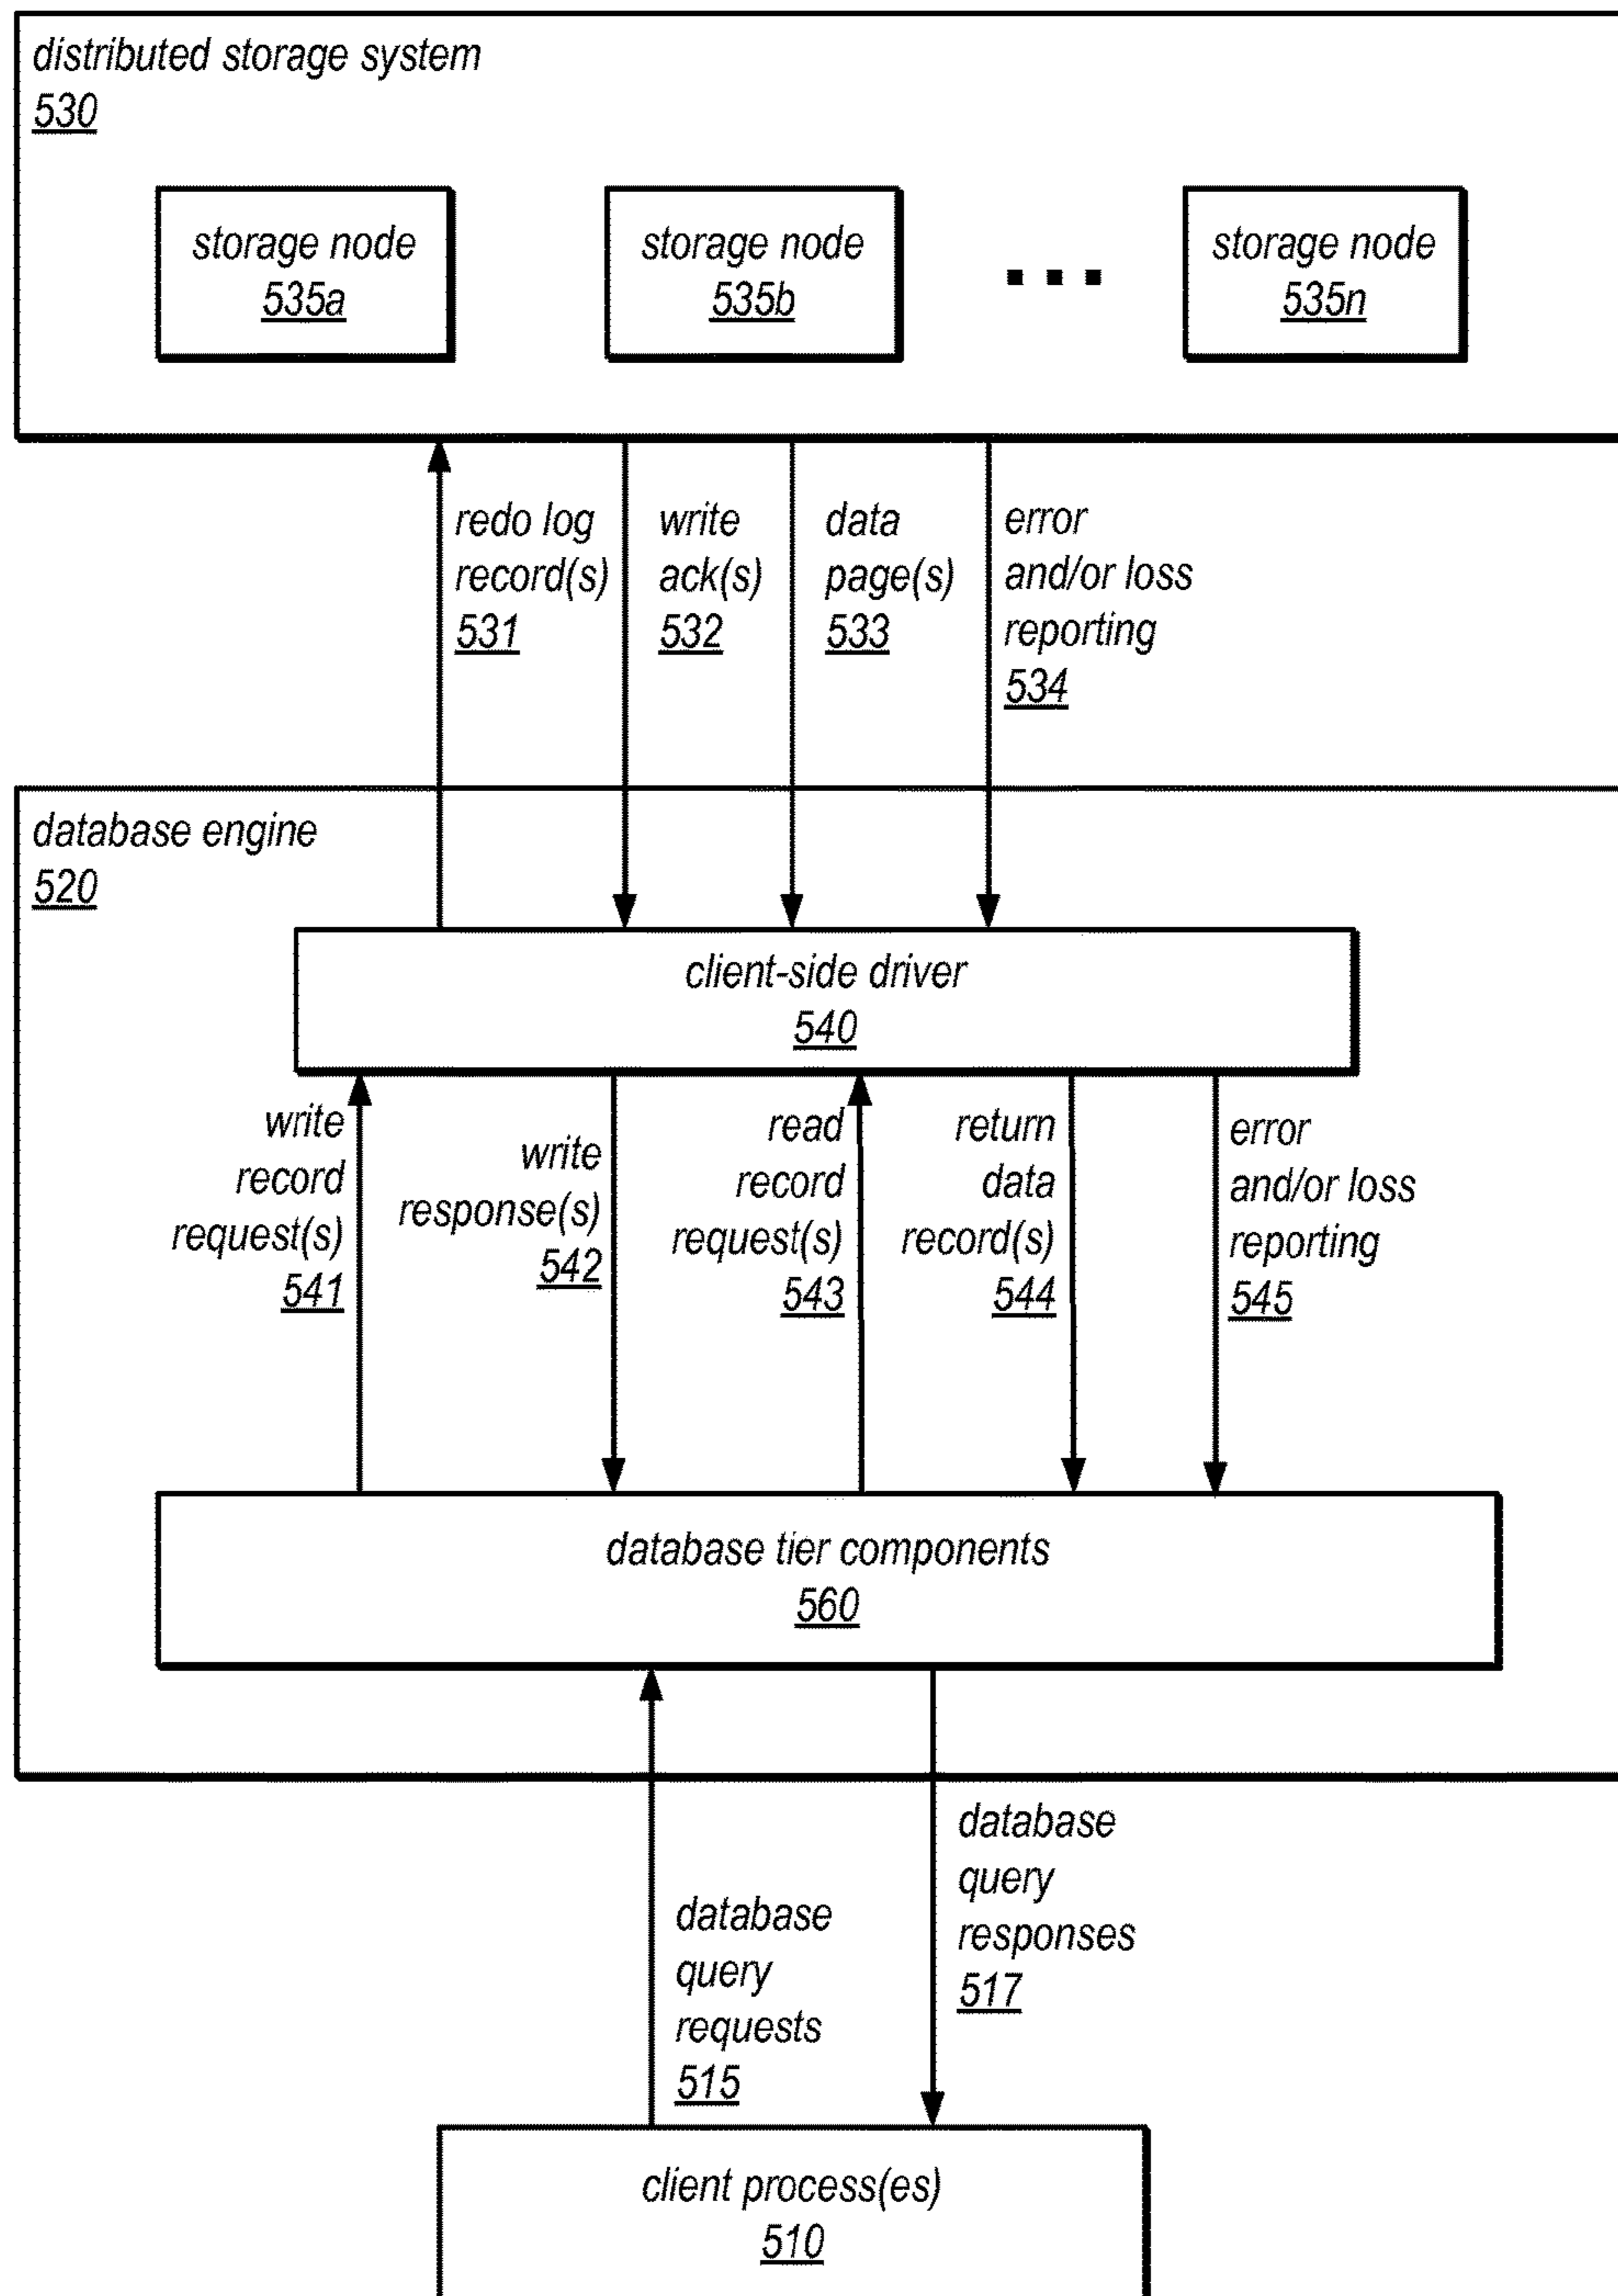 distributed storage system
530
storage node
535a
storage node
535b
storage node
535n
redo log
record(s)
531
write
ack(s)
532
data
page(s)
533
error
and/or loss
reporting
534
database engine
520
client-side driver
540
write
record
request(s)
541
write
response(s)
542
read
record
request(s)
543
return
data
record(s)
544
error
and/or loss
reporting
545
database tier components
560
database
query
requests
515
database
query
responses
517
client process(es)
510